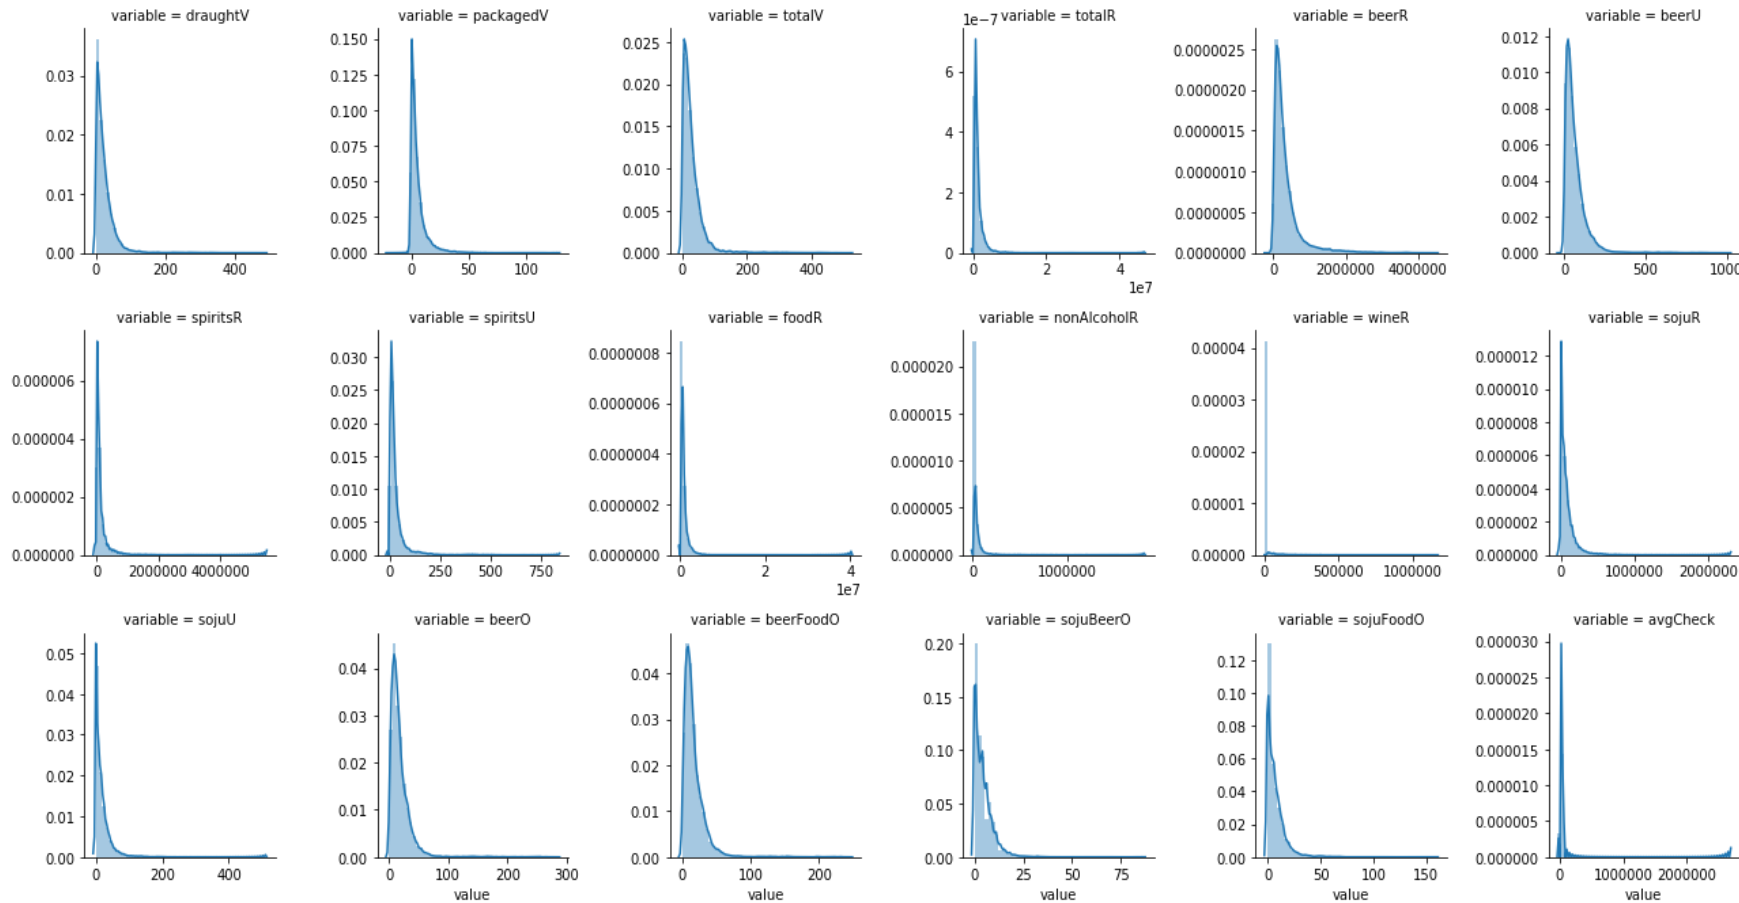 variable = draughtV
0.03
0.02
0.01
0.00
0 200 400
variable = packagedV
0.150
0.125
0.100
0.075
0.050
0.025
0.000
0 50 100
variable = totalV
0.025
0.020
0.015
0.010
0.005
0.000
0 200 400
variable = totalR
1e-7
6
4
2
0
0 2 4
1e7
variable = beerR
0.0000025
0.0000020
0.0000015
0.0000010
0.0000005
0.0000000
0 2000000 4000000
variable = beerU
0.012
0.010
0.008
0.006
0.004
0.002
0.000
0 500 1000
variable = spiritsR
0.000006
0.000004
0.000002
0.000000
0 2000000 4000000
variable = spiritsU
0.030
0.025
0.020
0.015
0.010
0.005
0.000
0 250 500 750
variable = foodR
0.0000008
0.0000006
0.0000004
0.0000002
0.0000000
0 2 4
1e7
variable = nonAlcoholR
0.000020
0.000015
0.000010
0.000005
0.000000
0 1000000
variable = wineR
0.00004
0.00003
0.00002
0.00001
0.00000
0 500000 1000000
variable = sojuR
0.000012
0.000010
0.000008
0.000006
0.000004
0.000002
0.000000
0 1000000 2000000
variable = sojuU
0.05
0.04
0.03
0.02
0.01
0.00
0 200 400
variable = beerO
0.04
0.03
0.02
0.01
0.00
0 100 200 300
value
variable = beerFoodO
0.04
0.03
0.02
0.01
0.00
0 100 200
value
variable = sojuBeerO
0.20
0.15
0.10
0.05
0.00
0 25 50 75
value
variable = sojuFoodO
0.12
0.10
0.08
0.06
0.04
0.02
0.00
0 50 100 150
value
variable = avgCheck
0.000030
0.000025
0.000020
0.000015
0.000010
0.000005
0.000000
0 1000000 2000000
value